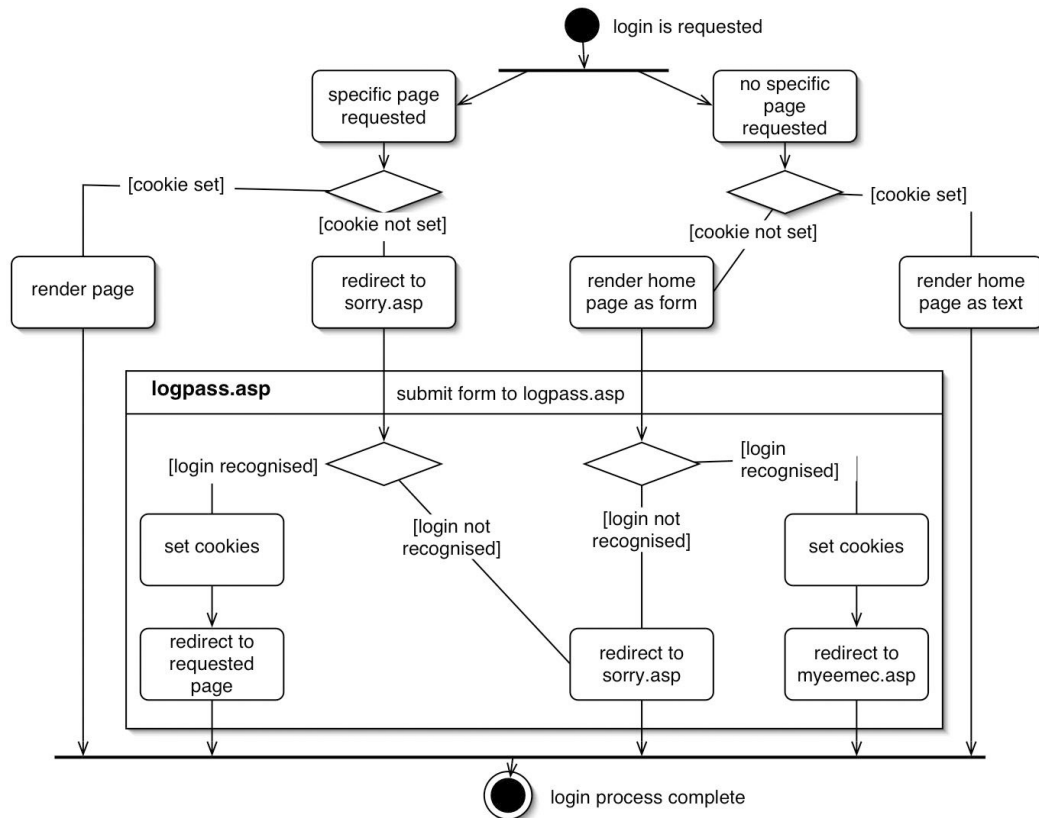 login is requested
specific page
requested
no specific
page
requested
[cookie set]
[cookie set]
[cookie not set]
[cookie not set]
render page
redirect to
sorry.asp
render home
page as form
render home
page as text
logpass.asp
submit form to logpass.asp
[login recognised]
[login
recognised]
[login not
recognised]
[login not
recognised]
set cookies
set cookies
redirect to
requested
page
redirect to
sorry.asp
redirect to
myeemec.asp
login process complete